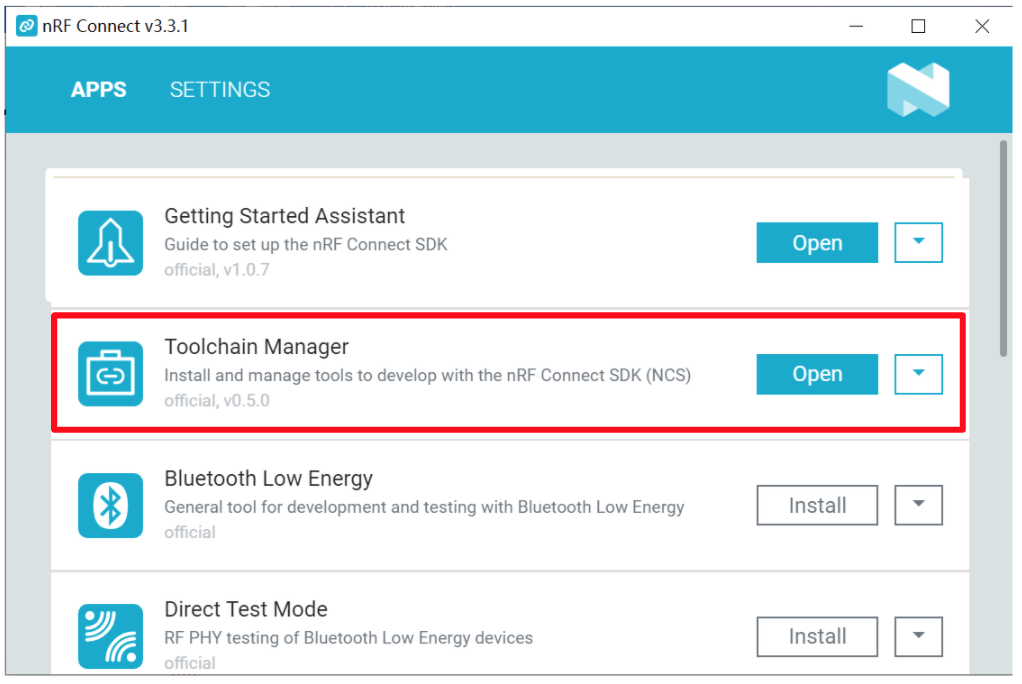 nRF Connect v3.3.1
APPS SETTINGS
Getting Started Assistant
Guide to set up the nRF Connect SDK
official, v1.0.7
Open
Toolchain Manager
Install and manage tools to develop with the nRF Connect SDK (NCS)
official, v0.5.0
Open
Bluetooth Low Energy
General tool for development and testing with Bluetooth Low Energy
official
Install
Direct Test Mode
RF PHY testing of Bluetooth Low Energy devices
official
Install